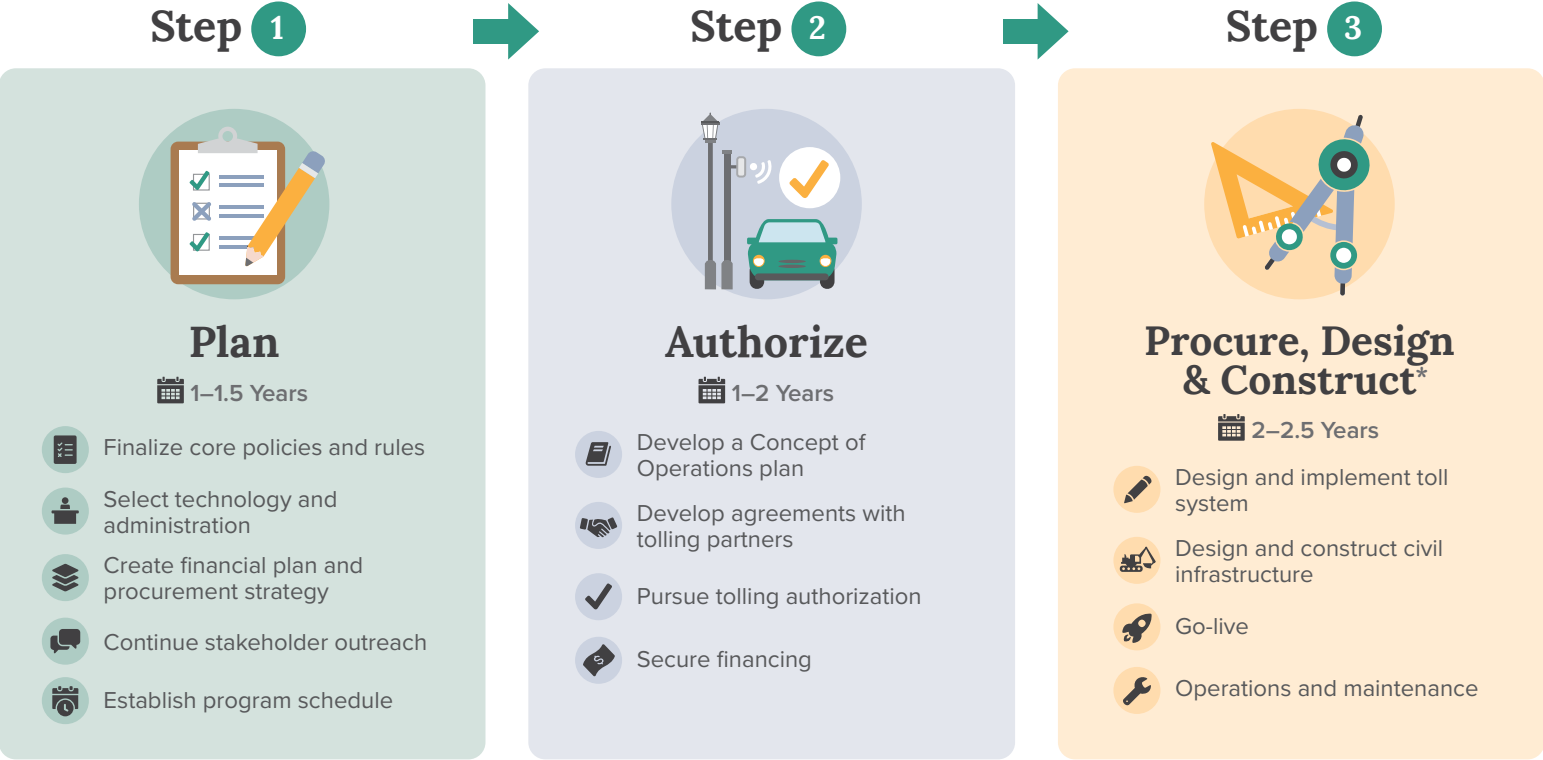 Step 1
Plan
1–1.5 Years
Finalize core policies and rules
Select technology and
administration
Create financial plan and
procurement strategy
Continue stakeholder outreach
Establish program schedule
Step 2
Authorize
1–2 Years
Develop a Concept of
Operations plan
Develop agreements with
tolling partners
Pursue tolling authorization
Secure financing
Step 3
Procure, Design
& Construct*
2–2.5 Years
Design and implement toll
system
Design and construct civil
infrastructure
Go-live
Operations and maintenance